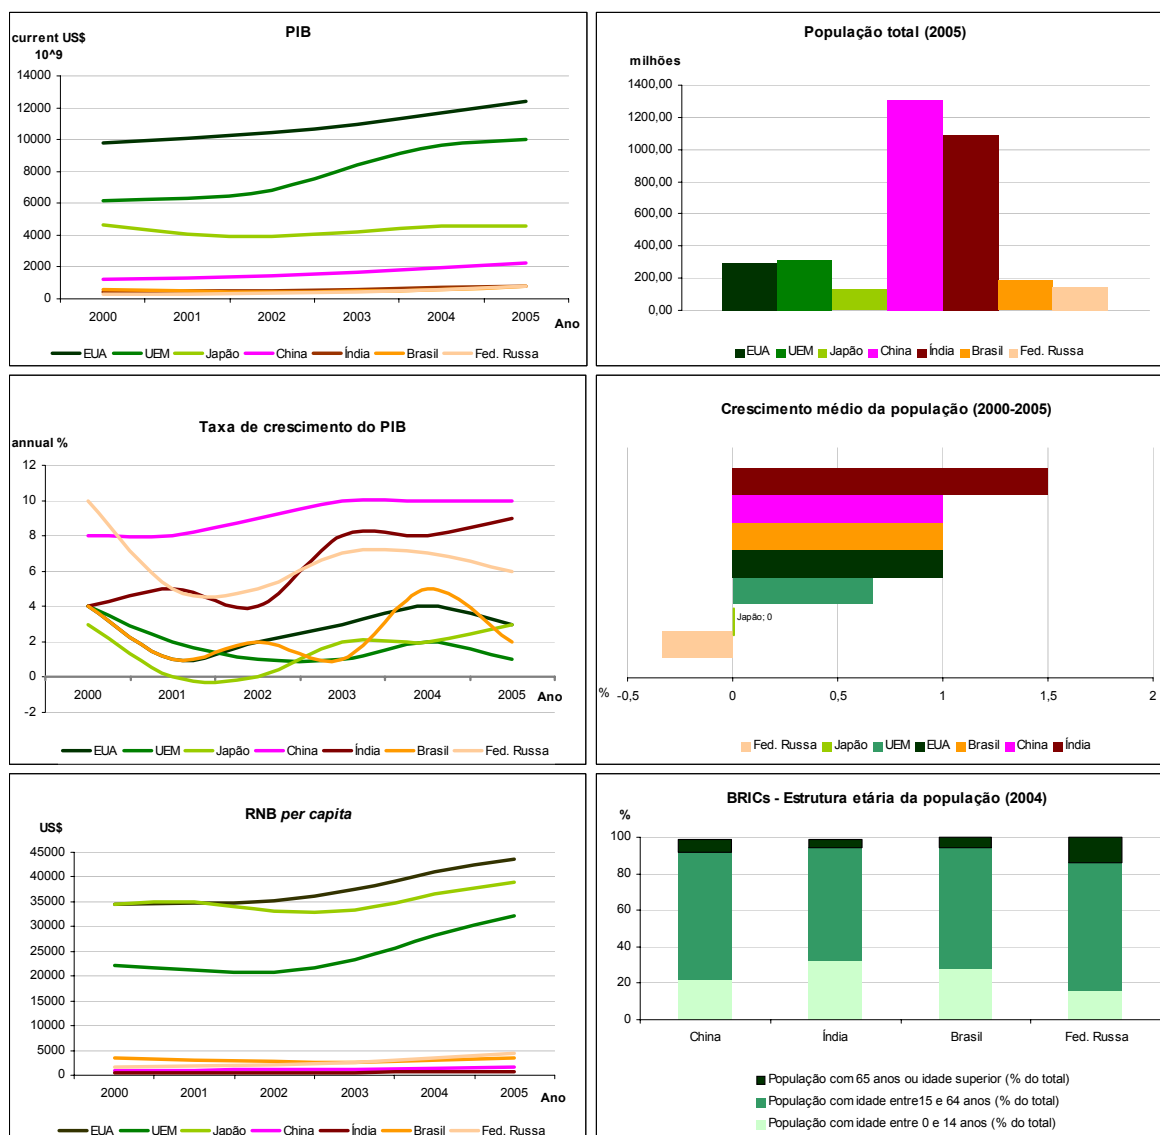 PIB
current US$
10^9
14000
12000
10000
8000
6000
4000
2000
0
2000 2001 2002 2003 2004 2005
Ano
EUA UEM Japão China Índia Brasil Fed. Russa
População total (2005)
milhões
1400,00
1200,00
1000,00
800,00
600,00
400,00
200,00
0,00
EUA UEM Japão China Índia Brasil Fed. Russa
Taxa de crescimento do PIB
annual %
12
10
8
6
4
2
0
-2
2000 2001 2002 2003 2004 2005 Ano
EUA UEM Japão China Índia Brasil Fed. Russa
Crescimento médio da população (2000-2005)
Japão; 0
% -0,5 0 0,5 1 1,5 2
Fed. Russa Japão UEM EUA Brasil China Índia
RNB per capita
US$
45000
40000
35000
30000
25000
20000
15000
10000
5000
0
2000 2001 2002 2003 2004 2005 Ano
EUA UEM Japão China Índia Brasil Fed. Russa
BRICs - Estrutura etária da população (2004)
%
100
80
60
40
20
0
China Índia Brasil Fed. Russa
População com 65 anos ou idade superior (% do total)
População com idade entre 15 e 64 anos (% do total)
População com idade entre 0 e 14 anos (% do total)